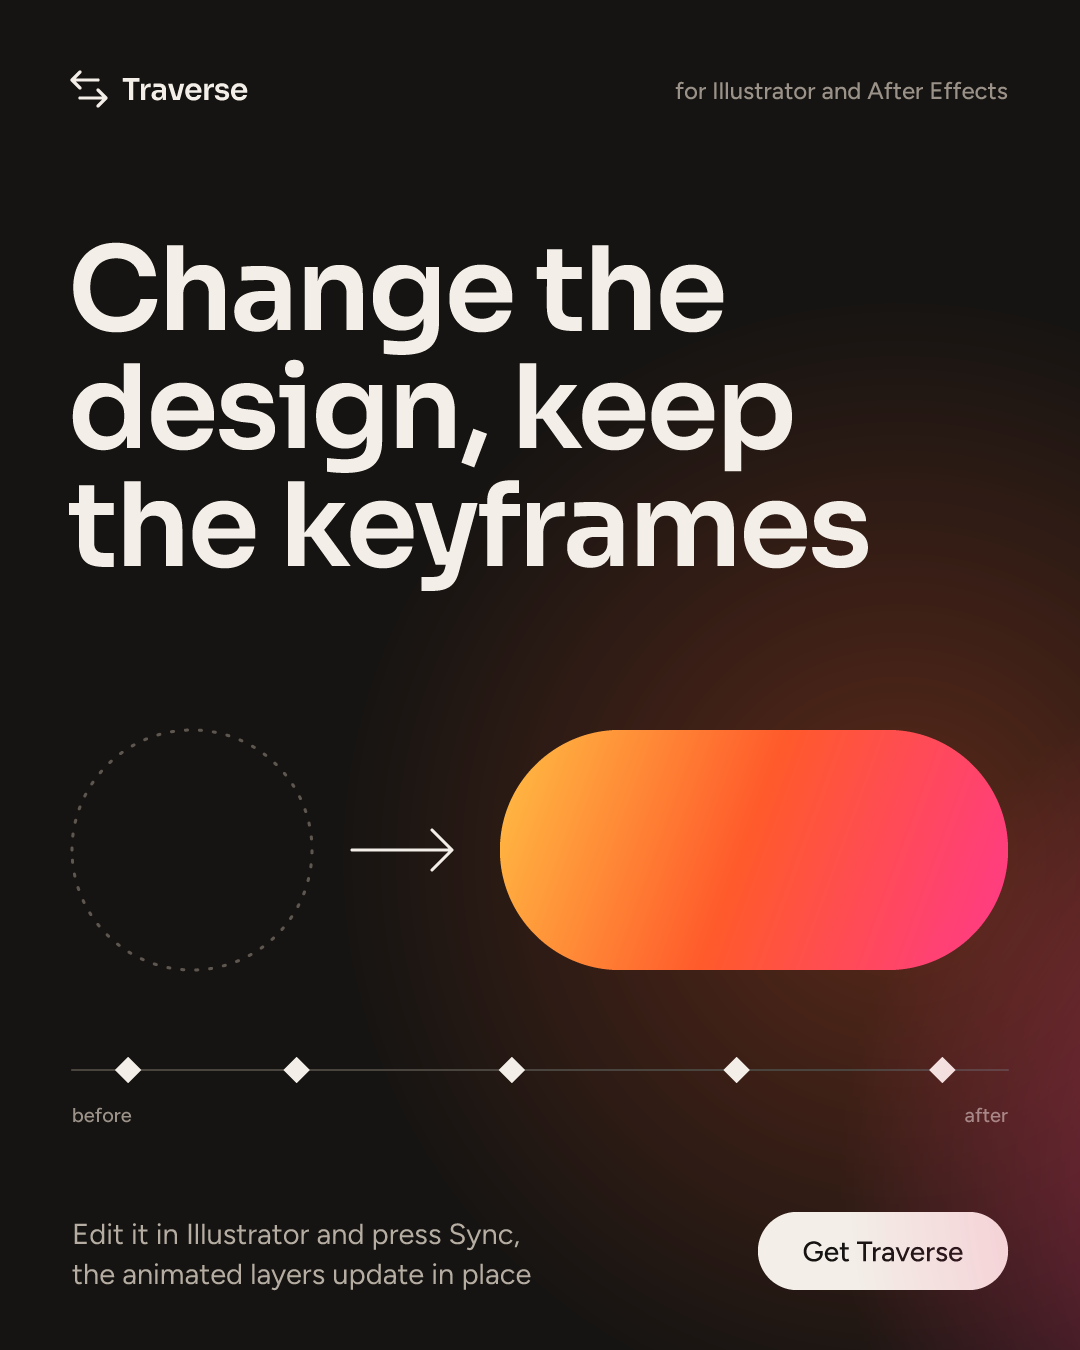 Traverse
for Illustrator and After Effects
Change the
design, keep
the keyframes
before
after
Edit it in Illustrator and press Sync,
the animated layers update in place
Get Traverse